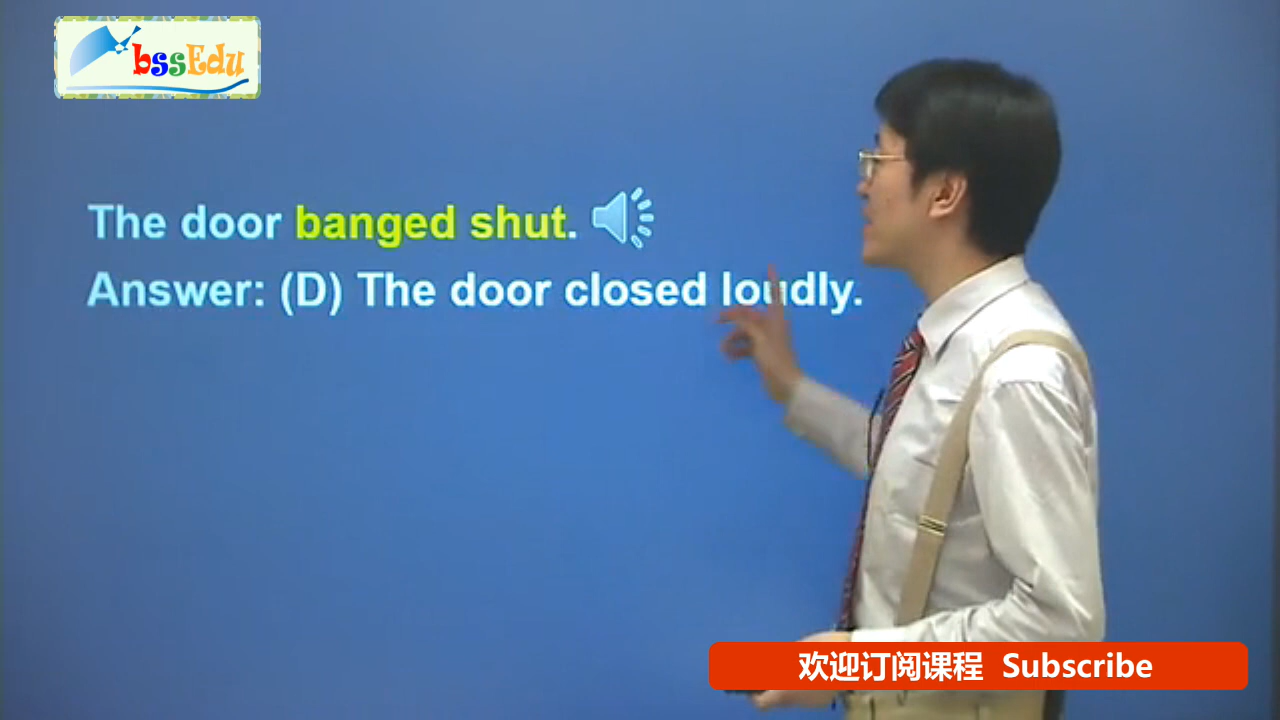 bssEdu
The door banged shut.
Answer: (D) The door closed loudly.
欢迎订阅课程 Subscribe